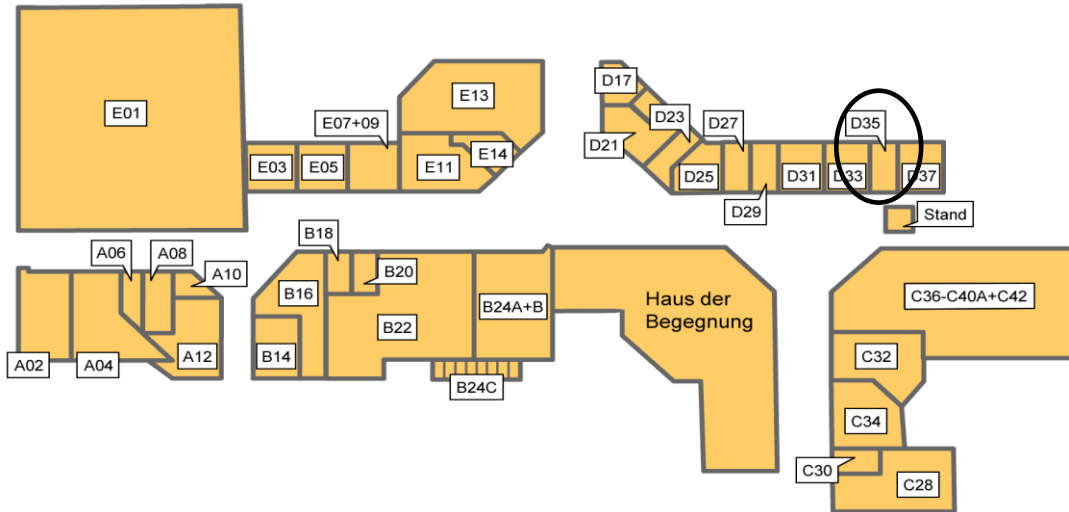 D17
E13
E01
D23
D27
D35
E07+09
D21
E14
E03
E05
E11
D25
D31
D33
D37
D29
Stand
B18
A06
A08
A10
B20
B16
Haus der
Begegnung
B24A+B
C36-C40A+C42
B22
A12
B14
C32
A02
A04
B24C
C34
C30
C28